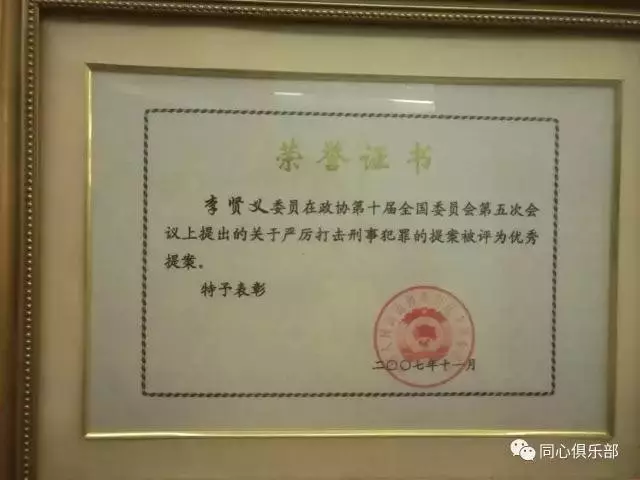 荣誉证书
李贤义委员在政协第十届全国委员会第五次会
议上提出的关于严厉打击刑事犯罪的提案被评为优秀
提案。
特予表彰
二〇〇七年十一月
同心俱乐部